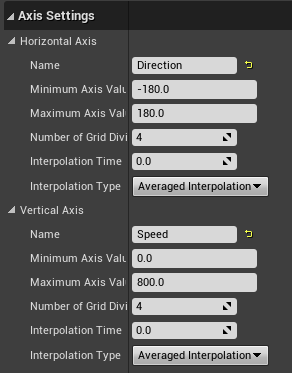 Axis Settings
Horizontal Axis
Name Direction
Minimum Axis Valu -180.0
Maximum Axis Val 180.0
Number of Grid Divi 4
Interpolation Time 0.0
Interpolation Type Averaged Interpolation
Vertical Axis
Name Speed
Minimum Axis Valu 0.0
Maximum Axis Val 800.0
Number of Grid Divi 4
Interpolation Time 0.0
Interpolation Type Averaged Interpolation